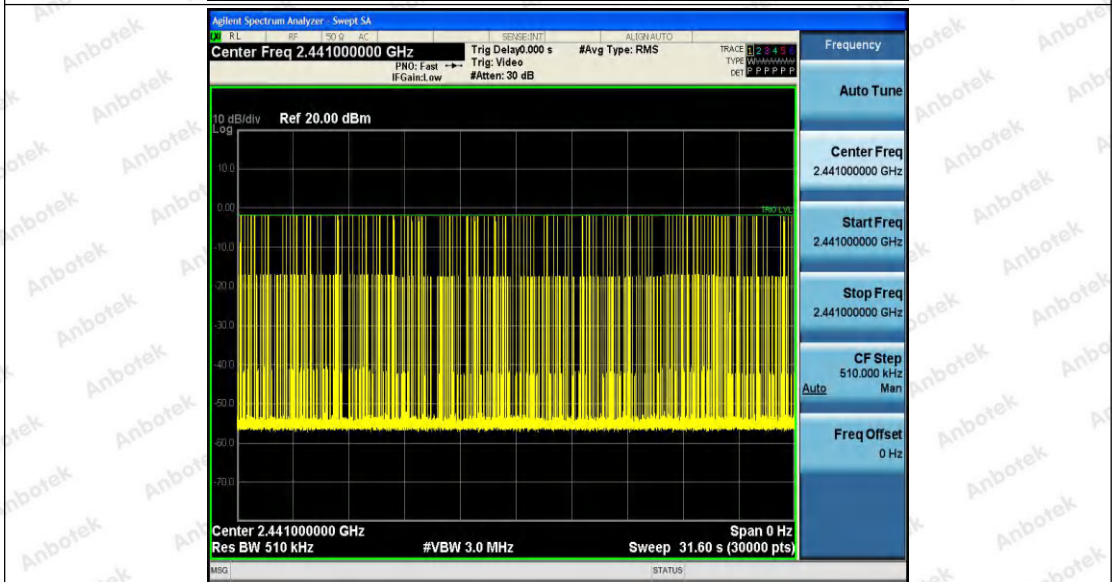 Agilent Spectrum Analyzer - Swept SA
LXI RL RF 50 Ω AC SENSE:INT ALIGN AUTO
Center Freq 2.441000000 GHz
PNO: Fast
IFGain:Low
Trig Delay0.000 s
Trig: Video
#Atten: 30 dB
#Avg Type: RMS
TRACE 1 2 3 4 5 6
TYPE WWWWWW
DET P P P P P P
10 dB/div Ref 20.00 dBm
Log
10.0
0.00
TRIG LVL
-10.0
-20.0
-30.0
-40.0
-50.0
-60.0
-70.0
Center 2.441000000 GHz Span 0 Hz
Res BW 510 kHz #VBW 3.0 MHz Sweep 31.60 s (30000 pts)
MSG STATUS
Frequency
Auto Tune
Center Freq
2.441000000 GHz
Start Freq
2.441000000 GHz
Stop Freq
2.441000000 GHz
CF Step
510.000 kHz
Auto Man
Freq Offset
0 Hz
Anbotek